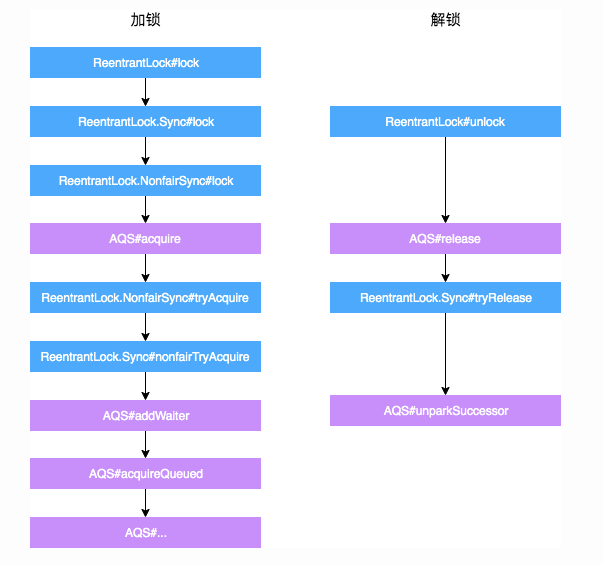 加锁
解锁
ReentrantLock#lock
ReentrantLock.Sync#lock
ReentrantLock#unlock
ReentrantLock.NonfairSync#lock
AQS#acquire
AQS#release
ReentrantLock.NonfairSync#tryAcquire
ReentrantLock.Sync#tryRelease
ReentrantLock.Sync#nonfairTryAcquire
AQS#addWaiter
AQS#unparkSuccessor
AQS#acquireQueued
AQS#...